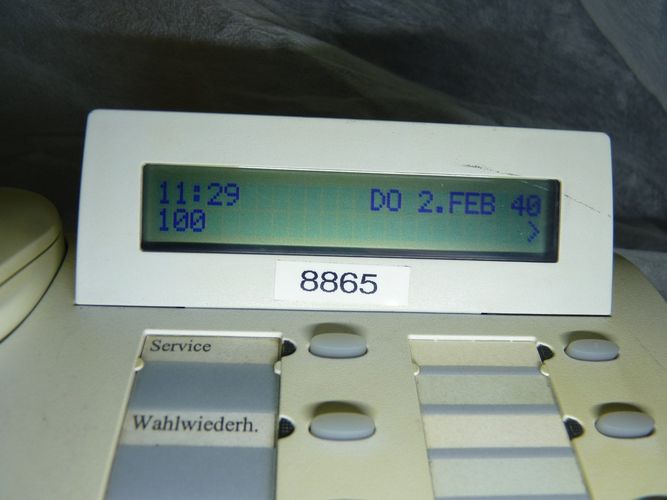 11:29 DO 2.FEB 40
100 >
8865
Service
Wahlwiederh.